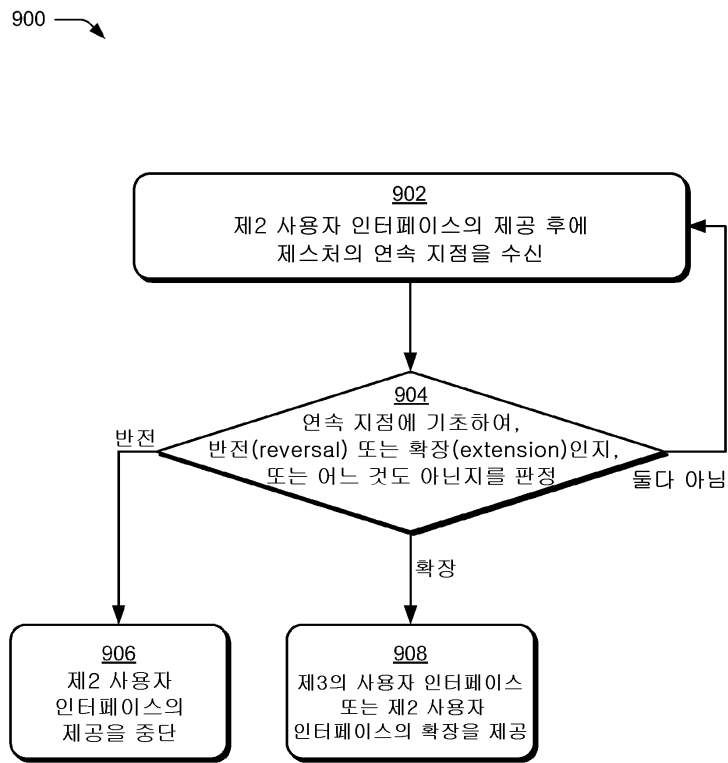 900
902
제2 사용자 인터페이스의 제공 후에
제스처의 연속 지점을 수신
904
연속 지점에 기초하여,
반전(reversal) 또는 확장(extension)인지,
또는 어느 것도 아닌지를 판정
반전
둘다 아님
확장
906
제2 사용자
인터페이스의
제공을 중단
908
제3의 사용자 인터페이스
또는 제2 사용자
인터페이스의 확장을 제공